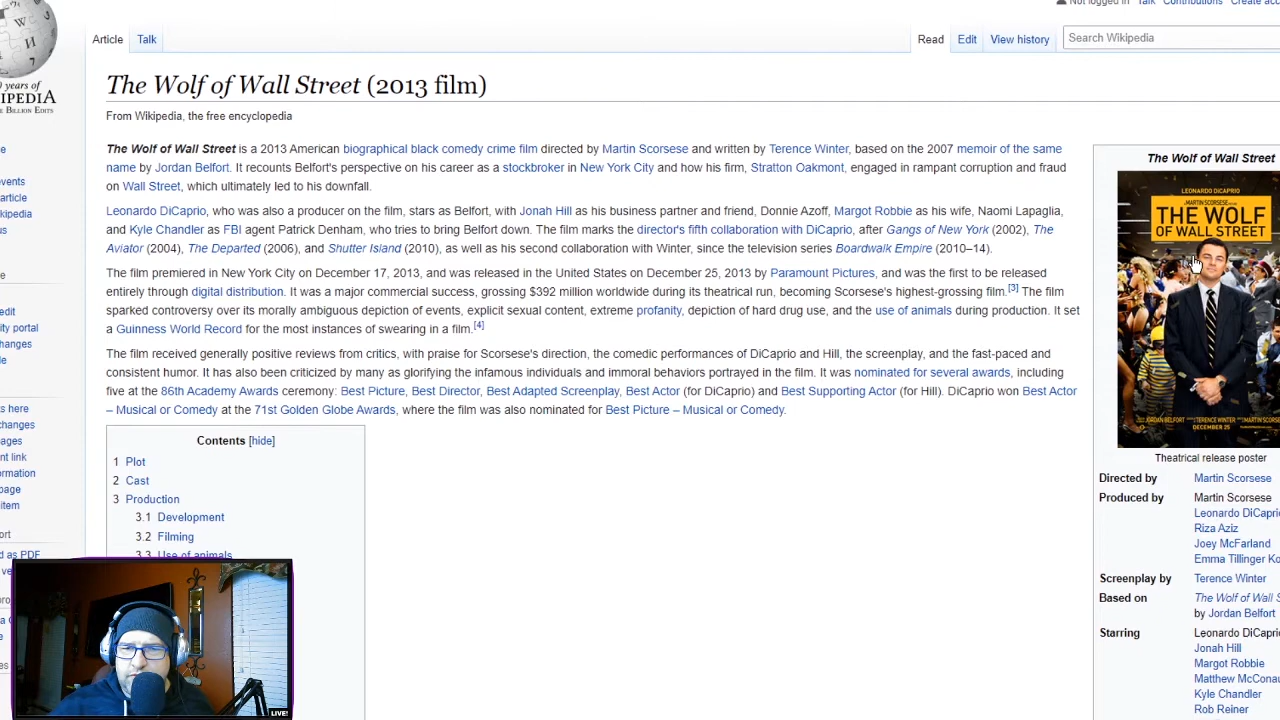 Not logged in Talk Contributions Create
Article Talk
Read Edit View history
Search Wikipedia
The Wolf of Wall Street (2013 film)
From Wikipedia, the free encyclopedia
The Wolf of Wall Street is a 2013 American biographical black comedy crime film directed by Martin Scorsese and written by Terence Winter, based on the 2007 memoir of the same
name by Jordan Belfort. It recounts Belfort's perspective on his career as a stockbroker in New York City and how his firm, Stratton Oakmont, engaged in rampant corruption and fraud
on Wall Street, which ultimately led to his downfall.
Leonardo DiCaprio, who was also a producer on the film, stars as Belfort, with Jonah Hill as his business partner and friend, Donnie Azoff, Margot Robbie as his wife, Naomi Lapaglia,
and Kyle Chandler as FBI agent Patrick Denham, who tries to bring Belfort down. The film marks the director's fifth collaboration with DiCaprio, after Gangs of New York (2002), The
Aviator (2004), The Departed (2006), and Shutter Island (2010), as well as his second collaboration with Winter, since the television series Boardwalk Empire (2010–14).
The film premiered in New York City on December 17, 2013, and was released in the United States on December 25, 2013 by Paramount Pictures, and was the first to be released
entirely through digital distribution. It was a major commercial success, grossing $392 million worldwide during its theatrical run, becoming Scorsese's highest-grossing film.[3] The film
sparked controversy over its morally ambiguous depiction of events, explicit sexual content, extreme profanity, depiction of hard drug use, and the use of animals during production. It set
a Guinness World Record for the most instances of swearing in a film.[4]
The film received generally positive reviews from critics, with praise for Scorsese's direction, the comedic performances of DiCaprio and Hill, the screenplay, and the fast-paced and
consistent humor. It has also been criticized by many as glorifying the infamous individuals and immoral behaviors portrayed in the film. It was nominated for several awards, including
five at the 86th Academy Awards ceremony: Best Picture, Best Director, Best Adapted Screenplay, Best Actor (for DiCaprio) and Best Supporting Actor (for Hill). DiCaprio won Best Actor
– Musical or Comedy at the 71st Golden Globe Awards, where the film was also nominated for Best Picture – Musical or Comedy.
Contents [hide]
1 Plot
2 Cast
3 Production
3.1 Development
3.2 Filming
3.3 Use of animals
The Wolf of Wall Street
LEONARDO DICAPRIO
THE WOLF
OF WALL STREET
DECEMBER 25
Theatrical release poster
Directed by Martin Scorsese
Produced by Martin Scorsese
Leonardo DiCapri
Riza Aziz
Joey McFarland
Emma Tillinger Ko
Screenplay by Terence Winter
Based on The Wolf of Wall S
by Jordan Belfort
Starring Leonardo DiCapri
Jonah Hill
Margot Robbie
Matthew McConau
Kyle Chandler
Rob Reiner
LIVE!